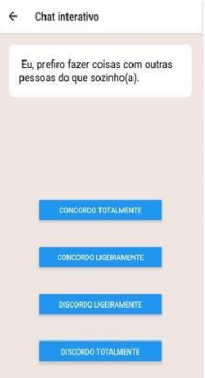 Chat interativo
Eu, prefiro fazer coisas com outras
pessoas do que sozinho(a).
CONCORDO TOTALMENTE
CONCORDO LIGEIRAMENTE
DISCORDO LIGEIRAMENTE
DISCORDO TOTALMENTE